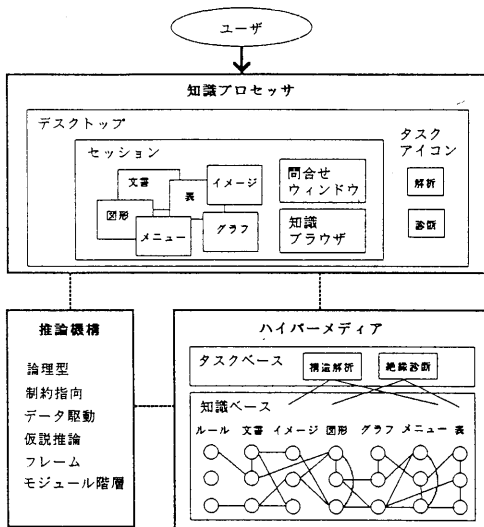 ユーザ
知識プロセッサ
デスクトップ
タスク
アイコン
セッション
文書
表
イメージ
図形
メニュー
グラフ
問合せ
ウィンドウ
知識
ブラウザ
解析
診断
推論機構
論理型
制約指向
データ駆動
仮説推論
フレーム
モジュール階層
ハイパーメディア
タスクベース
構造解析
絶縁診断
知識ベース
ルール 文書 イメージ 図形 グラフ メニュー 表